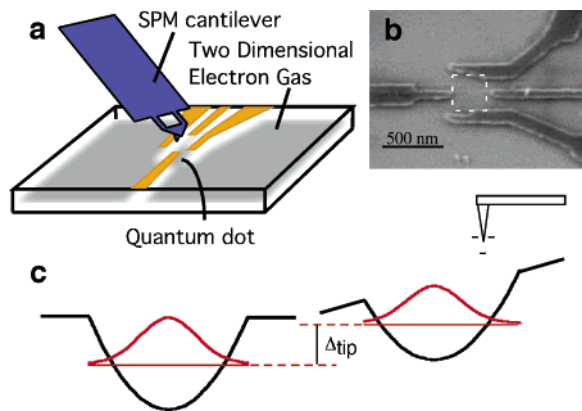 a
SPM cantilever
Two Dimensional
Electron Gas
Quantum dot
b
500 nm
c
Δtip